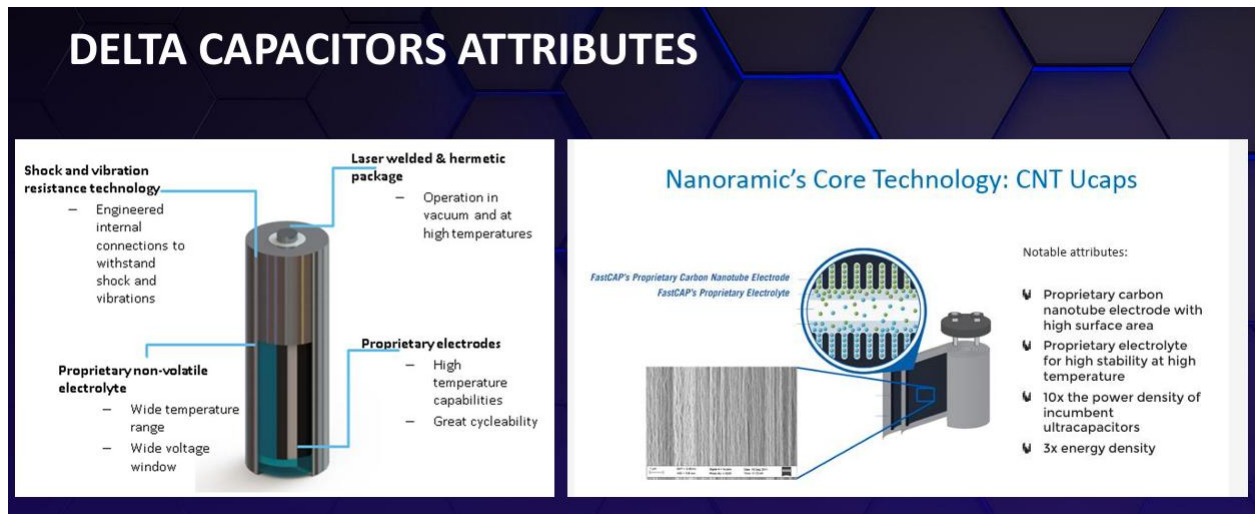 DELTA CAPACITORS ATTRIBUTES
Shock and vibration
resistance technology
– Engineered
internal
connections to
withstand
shock and
vibrations
Laser welded & hermetic
package
– Operation in
vacuum and at
high temperatures
Proprietary non-volatile
electrolyte
– Wide temperature
range
– Wide voltage
window
Proprietary electrodes
– High
temperature
capabilities
– Great cycleability
Nanoramic's Core Technology: CNT Ucaps
FastCAP's Proprietary Carbon Nanotube Electrode
FastCAP's Proprietary Electrolyte
Notable attributes:
Proprietary carbon
nanotube electrode with
high surface area
Proprietary electrolyte
for high stability at high
temperature
10x the power density of
incumbent
ultracapacitors
3x energy density